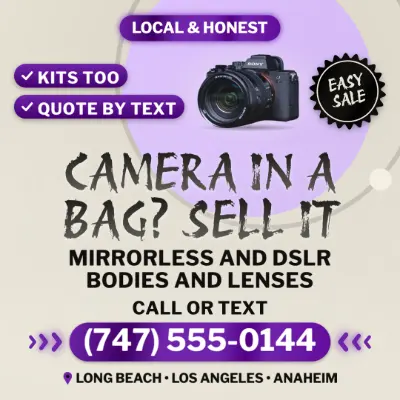 LOCAL & HONEST
✓ KITS TOO
✓ QUOTE BY TEXT
SONY
EASY
SALE
CAMERA IN A
BAG? SELL IT
MIRRORLESS AND DSLR
BODIES AND LENSES
CALL OR TEXT
(747) 555-0144
LONG BEACH • LOS ANGELES • ANAHEIM